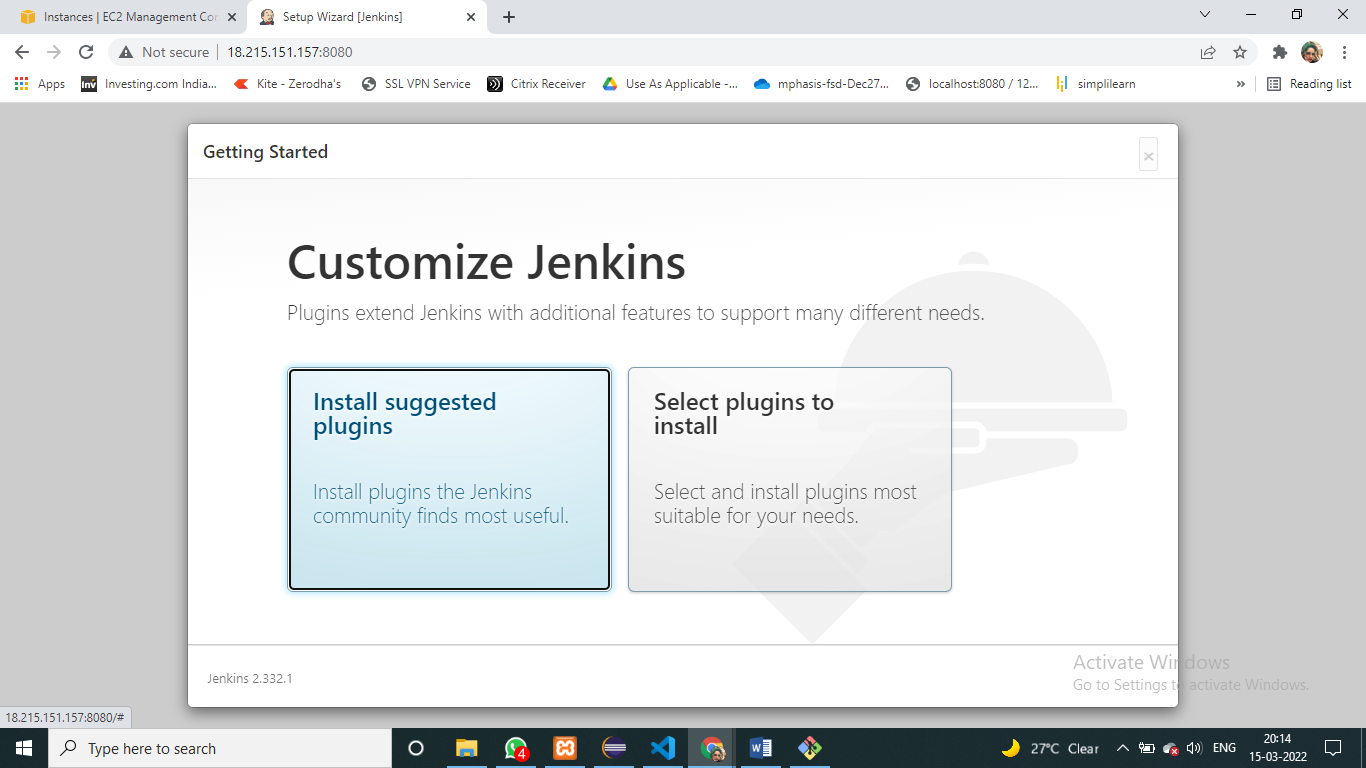 Instances | EC2 Management Con
Setup Wizard [Jenkins]
Not secure
18.215.151.157:8080
Apps
Inv
Investing.com India...
Kite - Zerodha's
SSL VPN Service
Citrix Receiver
Use As Applicable -...
mphasis-fsd-Dec27...
localhost:8080 / 12...
simplilearn
»
Reading list
Getting Started
×
Customize Jenkins
Plugins extend Jenkins with additional features to support many different needs.
Install suggested
plugins
Install plugins the Jenkins
community finds most useful.
Select plugins to
install
Select and install plugins most
suitable for your needs.
Jenkins 2.332.1
Activate Windows
Go to Settings to activate Windows.
18.215.151.157:8080/#
Type here to search
4
W
27°C Clear
ENG
20:14
15-03-2022